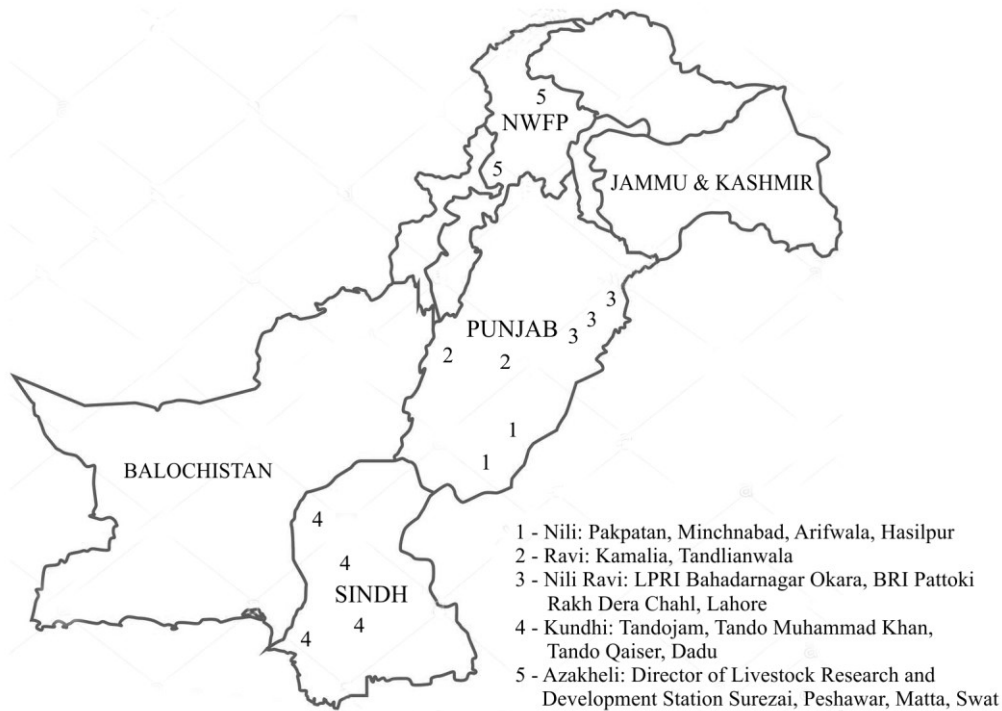 5
NWFP
5
JAMMU & KASHMIR
3
3
PUNJAB
3
2
2
1
1
BALOCHISTAN
4
4
SINDH
4
4
1 - Nili: Pakpatan, Minchnabad, Arifwala, Hasilpur
2 - Ravi: Kamalia, Tandlianwala
3 - Nili Ravi: LPRI Bahadarnagar Okara, BRI Pattoki
Rakh Dera Chahl, Lahore
4 - Kundhi: Tandojam, Tando Muhammad Khan,
Tando Qaiser, Dadu
5 - Azakheli: Director of Livestock Research and
Development Station Surezai, Peshawar, Matta, Swat